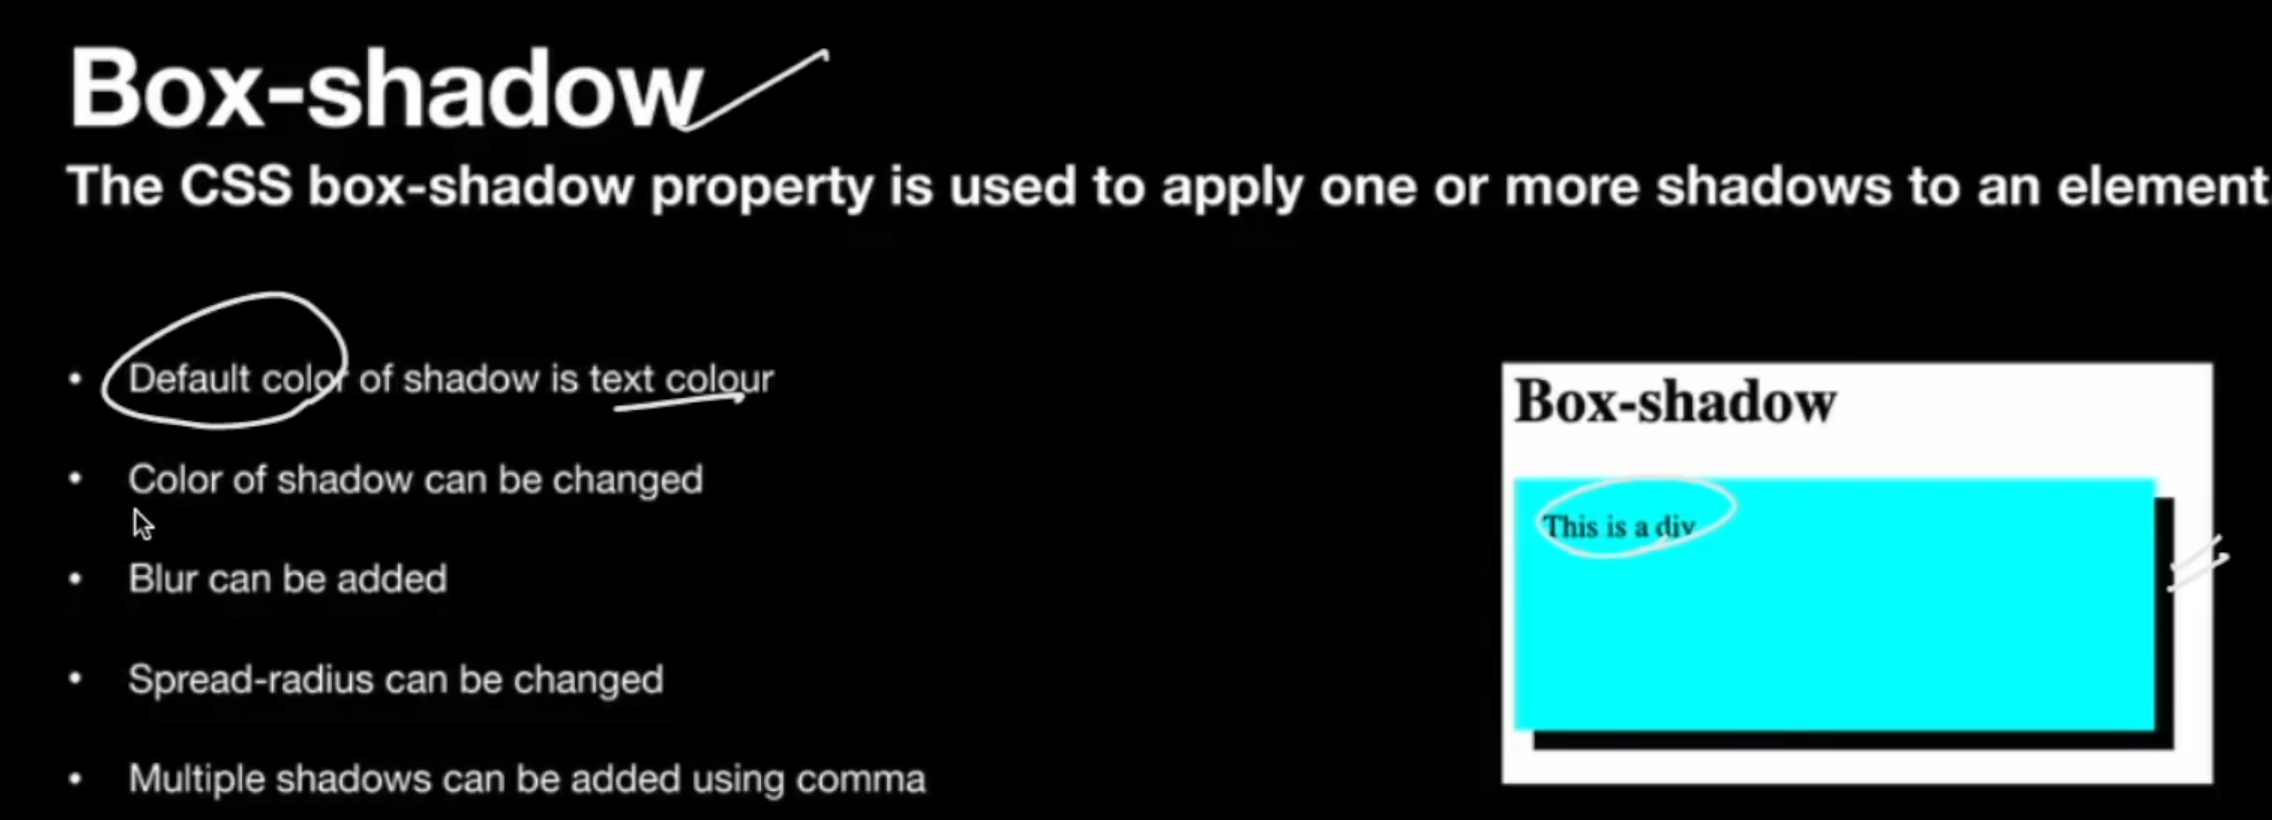 Box-shadow
The CSS box-shadow property is used to apply one or more shadows to an element.
• Default color of shadow is text colour
• Color of shadow can be changed
• Blur can be added
• Spread-radius can be changed
• Multiple shadows can be added using comma
Box-shadow
This is a div